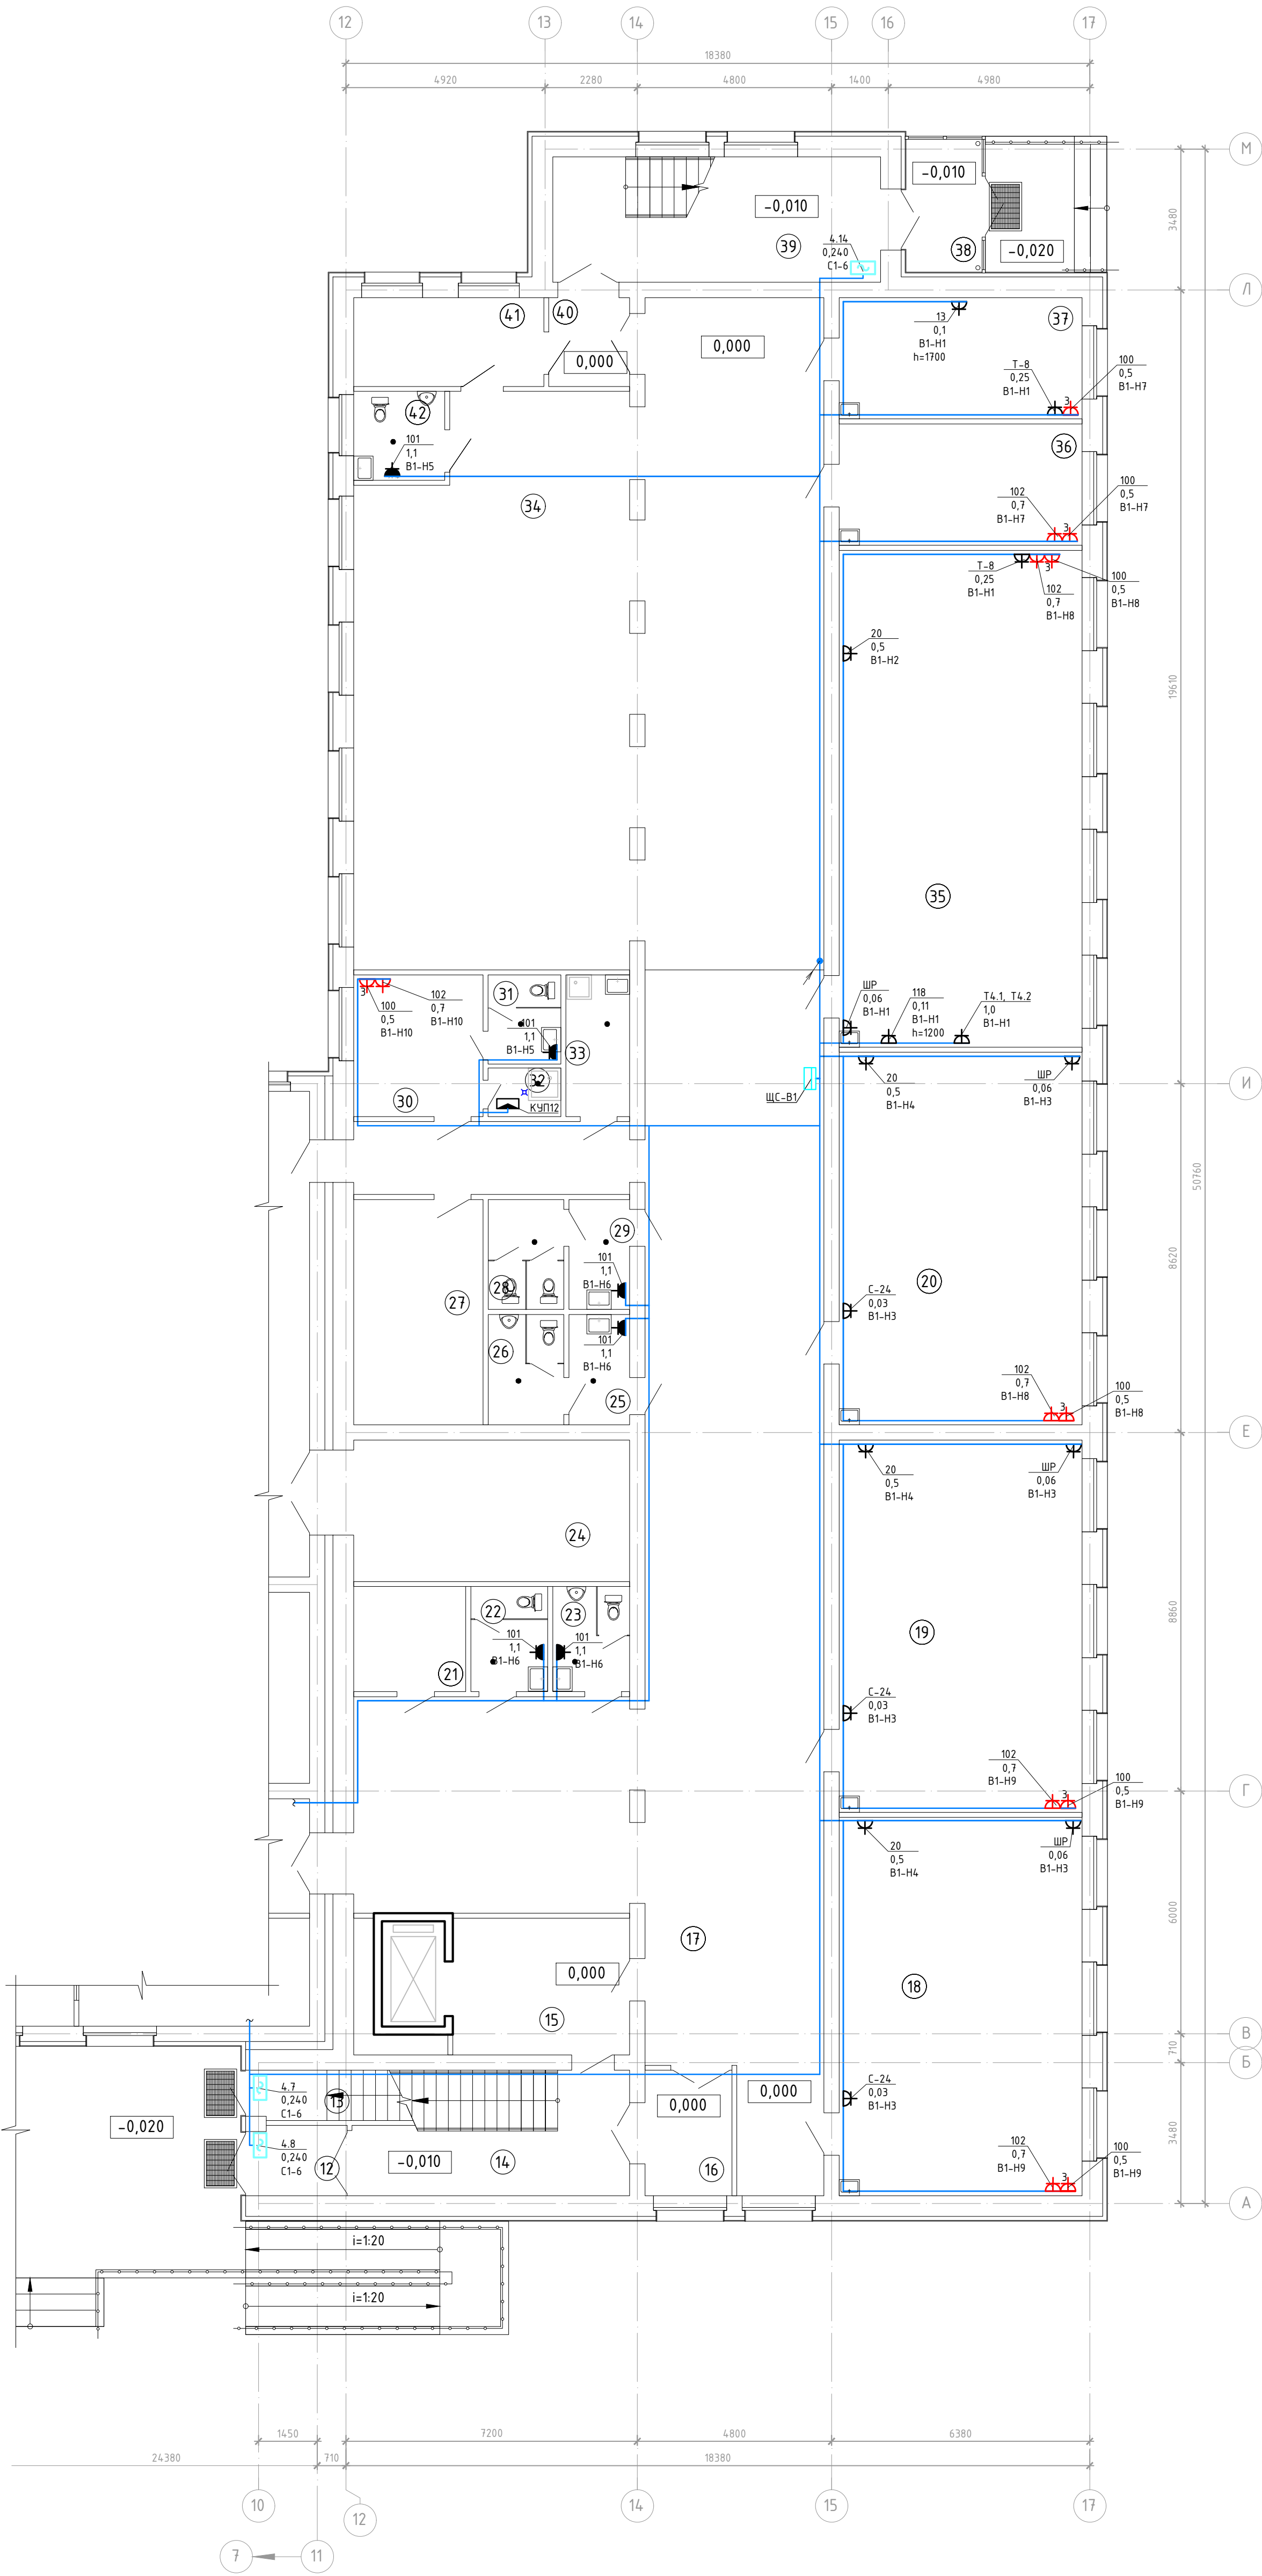 12 13 14 15 16 17
18380
4920 2280 4800 1400 4980
М
-0,010
-0,010
3480
39
4.14
0,240
С1-6
38
-0,020
Л
41
40
37
13
0,1
В1-Н1
h=1700
0,000
0,000
Т-8
0,25
В1-Н1
3
100
0,5
В1-Н7
42
101
1,1
В1-Н5
36
34
102
0,7
В1-Н7
3
100
0,5
В1-Н7
Т-8
0,25
В1-Н1
3
102
0,7
В1-Н8
100
0,5
В1-Н8
20
0,5
В1-Н2
19610
35
ШР
0,06
В1-Н1
118
0,11
В1-Н1
h=1200
Т4.1, Т4.2
1,0
В1-Н1
3
100
0,5
В1-Н10
102
0,7
В1-Н10
31
101
1,1
В1-Н5
33
32
КУП12
30
ЩС-В1
20
0,5
В1-Н4
ШР
0,06
В1-Н3
И
50760
29
101
1,1
В1-Н6
28
27
26
101
1,1
В1-Н6
25
20
С-24
0,03
В1-Н3
8620
102
0,7
В1-Н8
3
100
0,5
В1-Н8
Е
20
0,5
В1-Н4
ШР
0,06
В1-Н3
24
22
23
101
1,1
В1-Н6
101
1,1
В1-Н6
21
19
8860
С-24
0,03
В1-Н3
102
0,7
В1-Н9
3
100
0,5
В1-Н9
Г
20
0,5
В1-Н4
ШР
0,06
В1-Н3
6000
17
18
0,000
15
В
710
Б
4.7
0,240
С1-6
13
0,000
0,000
С-24
0,03
В1-Н3
-0,020
4.8
0,240
С1-6
12
-0,010
14
16
3480
102
0,7
В1-Н9
3
100
0,5
В1-Н9
А
i=1:20
i=1:20
1450 7200 4800 6380
24380 710 18380
10 12 14 15 17
7 11